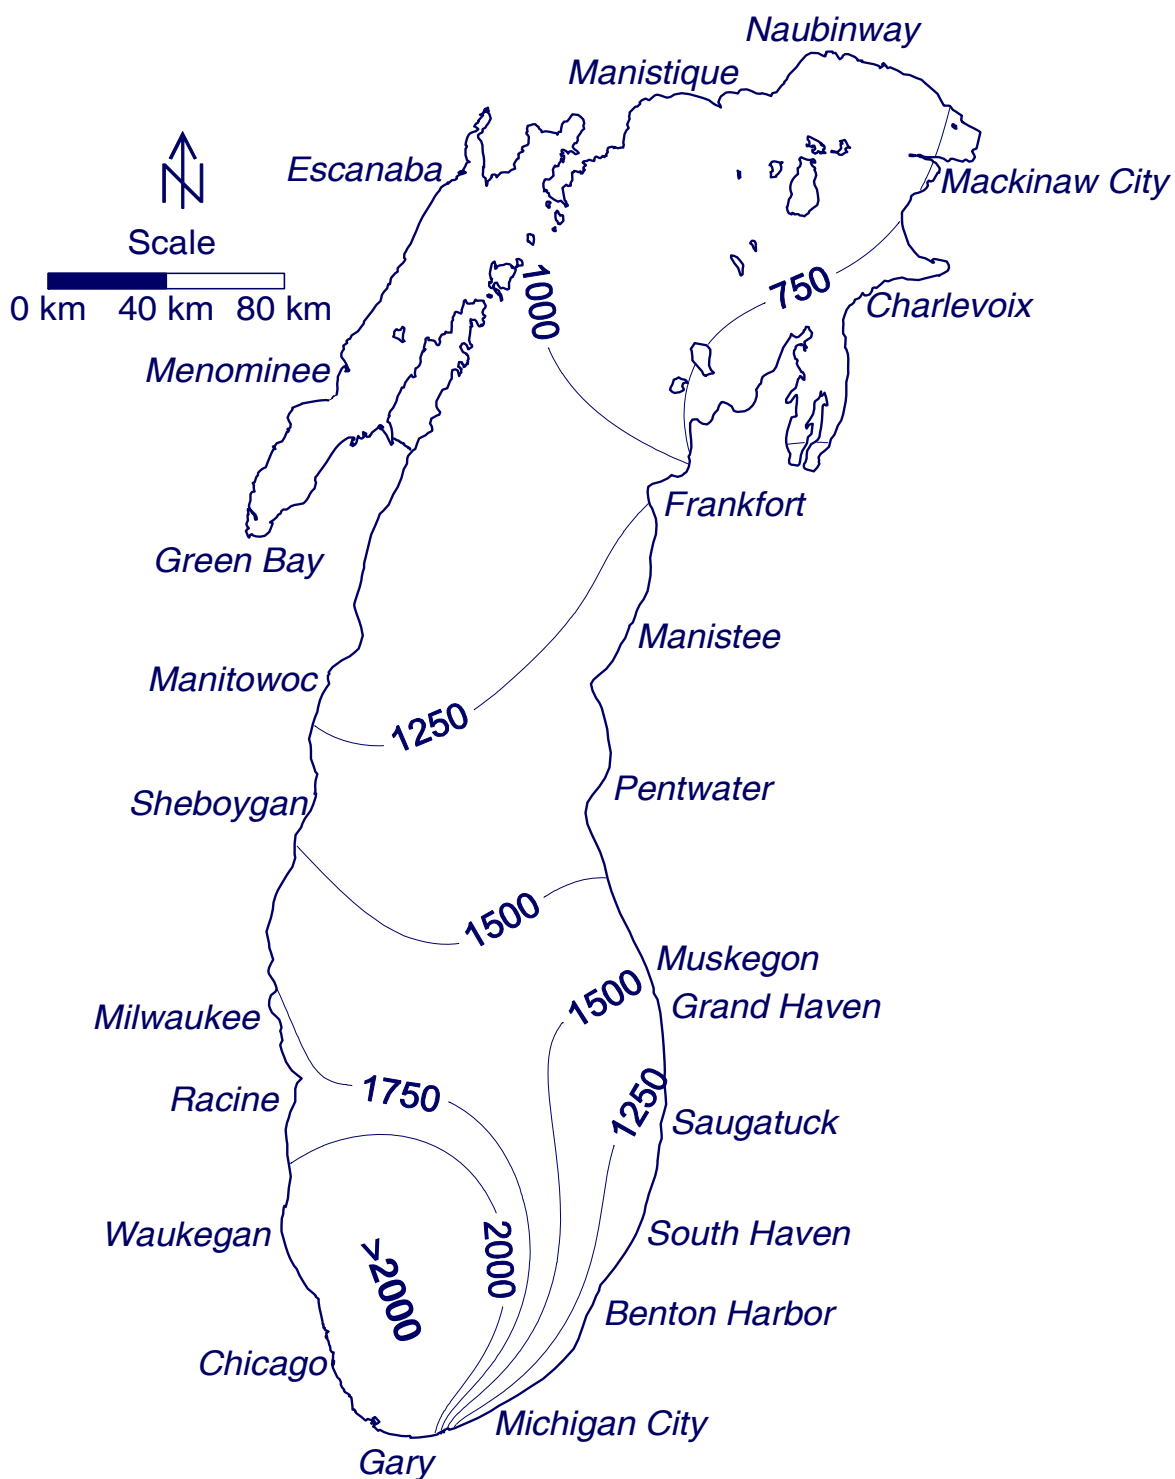 Naubinway
Manistique
Escanaba
N
Mackinaw City
Scale
0 km 40 km 80 km
1000
750
Charlevoix
Menominee
Frankfort
Green Bay
Manistee
Manitowoc
1250
Pentwater
Sheboygan
1500
Muskegon
1500
Grand Haven
Milwaukee
1750
Racine
1250
Saugatuck
Waukegan
2000
South Haven
>2000
Benton Harbor
Chicago
Michigan City
Gary